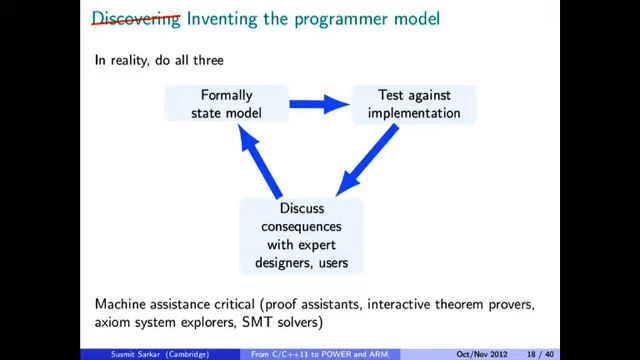 Discovering Inventing the programmer model
In reality, do all three
Formally
state model
Test against
implementation
Discuss
consequences
with expert
designers, users
Machine assistance critical (proof assistants, interactive theorem provers,
axiom system explorers, SMT solvers)
Susmit Sarkar (Cambridge) From C/C++11 to POWER and ARM: Oct/Nov 2012 18 / 40